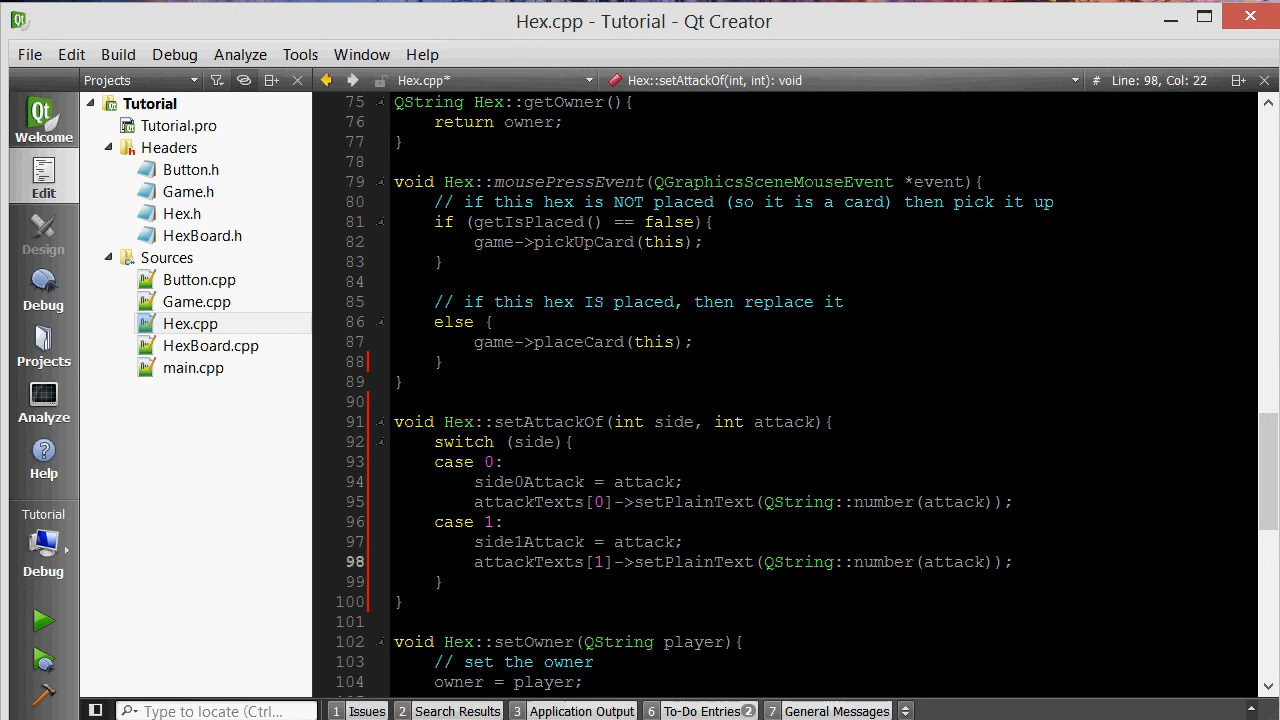 Hex.cpp - Tutorial - Qt Creator
File Edit Build Debug Analyze Tools Window Help
Projects
Hex.cpp*
Hex::setAttackOf(int, int): void
# Line: 98, Col: 22
Qt
Welcome
Edit
Design
Debug
Projects
Analyze
Help
Tutorial
Debug
Tutorial
Tutorial.pro
Headers
Button.h
Game.h
Hex.h
HexBoard.h
Sources
Button.cpp
Game.cpp
Hex.cpp
HexBoard.cpp
main.cpp
75 QString Hex::getOwner(){
76 return owner;
77 }
78
79 void Hex::mousePressEvent(QGraphicsSceneMouseEvent *event){
80 // if this hex is NOT placed (so it is a card) then pick it up
81 if (getIsPlaced() == false){
82 game->pickUpCard(this);
83 }
84
85 // if this hex IS placed, then replace it
86 else {
87 game->placeCard(this);
88 }
89 }
90
91 void Hex::setAttackOf(int side, int attack){
92 switch (side){
93 case 0:
94 side0Attack = attack;
95 attackTexts[0]->setPlainText(QString::number(attack));
96 case 1:
97 side1Attack = attack;
98 attackTexts[1]->setPlainText(QString::number(attack));
99 }
100 }
101
102 void Hex::setOwner(QString player){
103 // set the owner
104 owner = player;
Type to locate (Ctrl...
1 Issues 2 Search Results 3 Application Output 6 To-Do Entries 2 7 General Messages